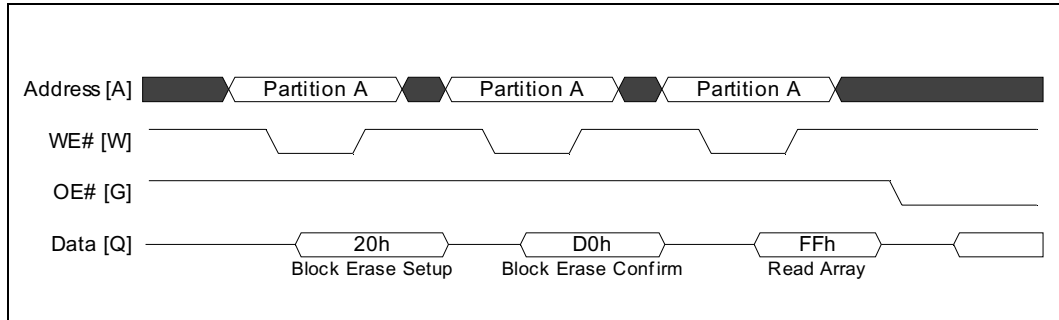 Address [A] Partition A Partition A Partition A
WE# [W]
OE# [G]
Data [Q] 20h D0h FFh
Block Erase Setup Block Erase Confirm Read Array